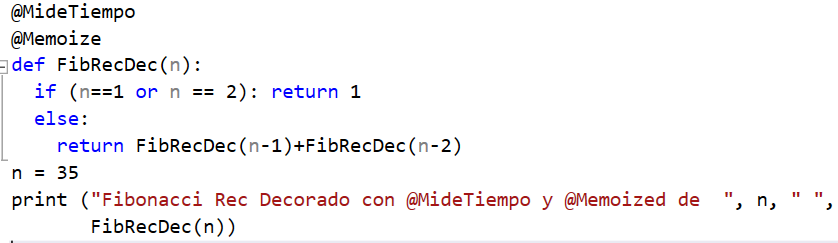 @MideTiempo
@Memoize
def FibRecDec(n):
  if (n==1 or n == 2): return 1
  else:
    return FibRecDec(n-1)+FibRecDec(n-2)
n = 35
print ("Fibonacci Rec Decorado con @MideTiempo y @Memoized de  ", n, " ",
       FibRecDec(n))